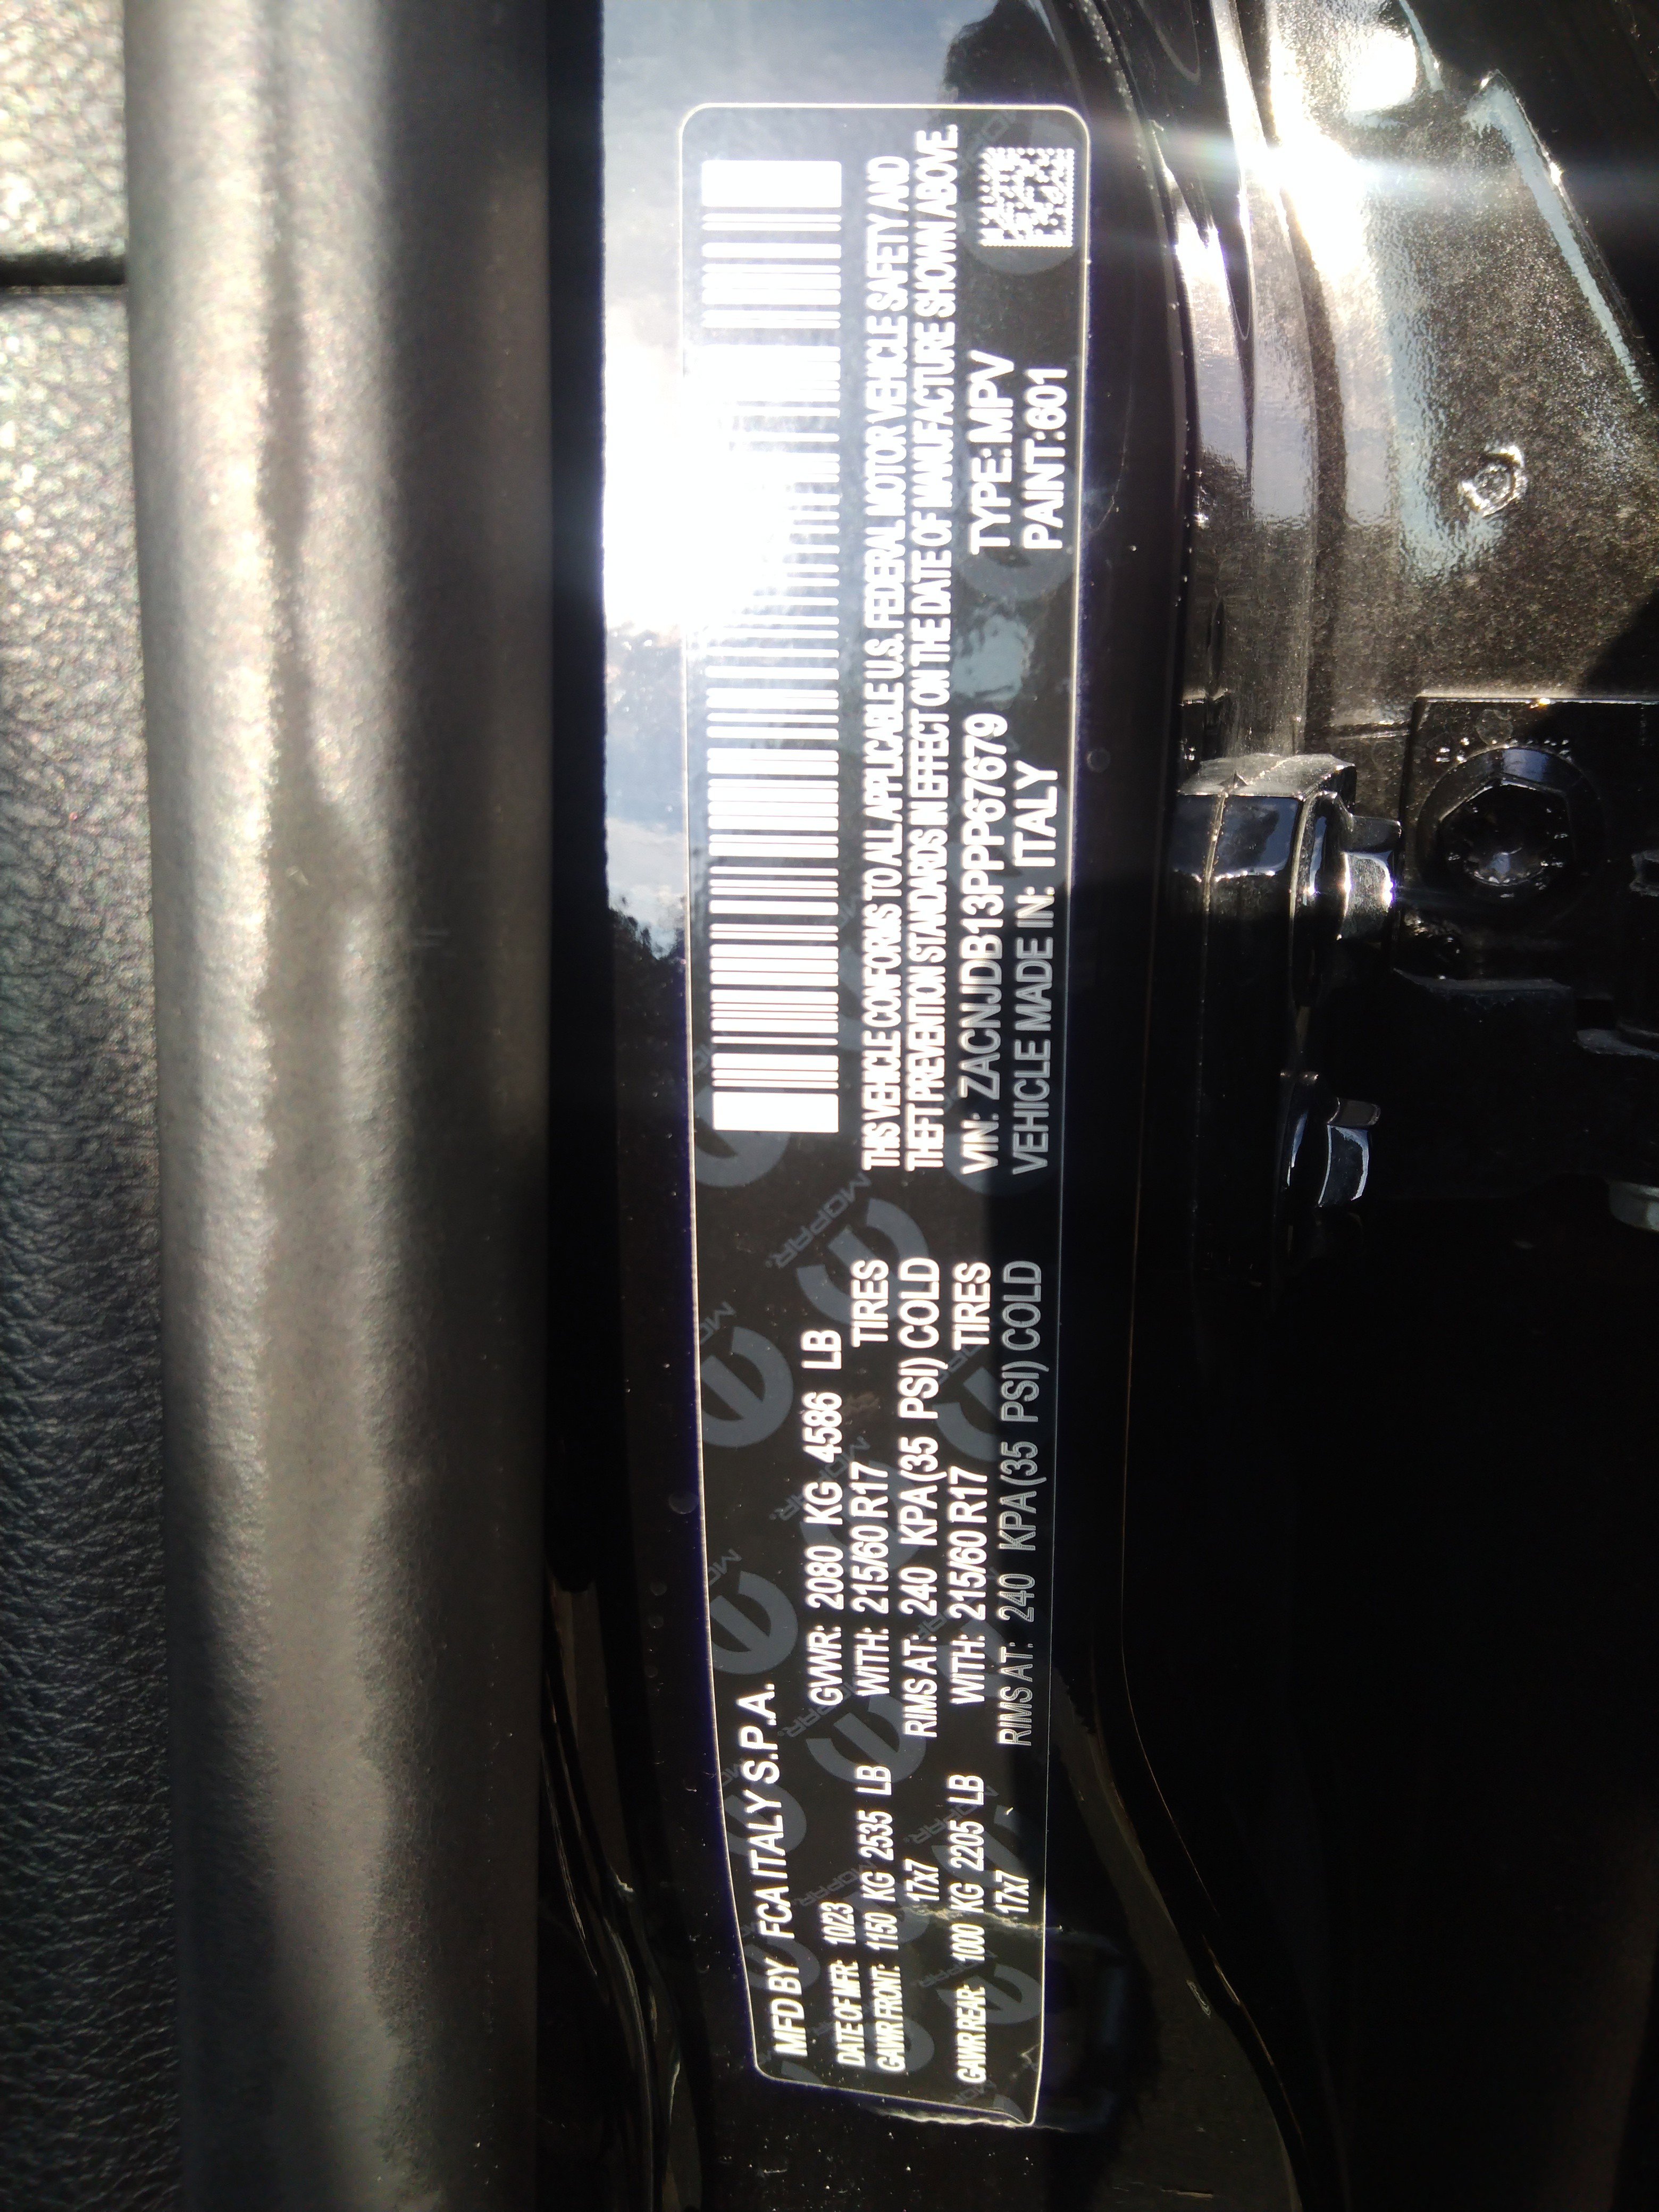 MFD BY FCA ITALY S.P.A.
DATE OF MFR: 10/23 GVWR: 2080 KG 4586 LB
GAWR FRONT: 1150 KG 2535 LB WITH: 215/60 R17 TIRES
17x7 RIMS AT: 240 KPA(35 PSI) COLD
GAWR REAR: 1000 KG 2205 LB WITH: 215/60 R17 TIRES
17x7 RIMS AT: 240 KPA(35 PSI) COLD
THIS VEHICLE CONFORMS TO ALL APPLICABLE U.S. FEDERAL MOTOR VEHICLE SAFETY AND
THEFT PREVENTION STANDARDS IN EFFECT ON THE DATE OF MANUFACTURE SHOWN ABOVE.
VIN: ZACNJDB13PPP67679 TYPE: MPV
VEHICLE MADE IN: ITALY PAINT:601
MOPAR